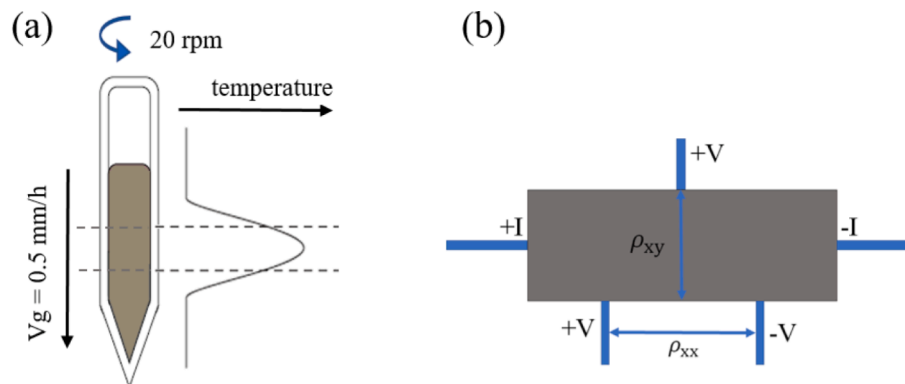 (a)
20 rpm
temperature
Vg = 0.5 mm/h
(b)
+V
+I
-I
ρxy
+V
-V
ρxx